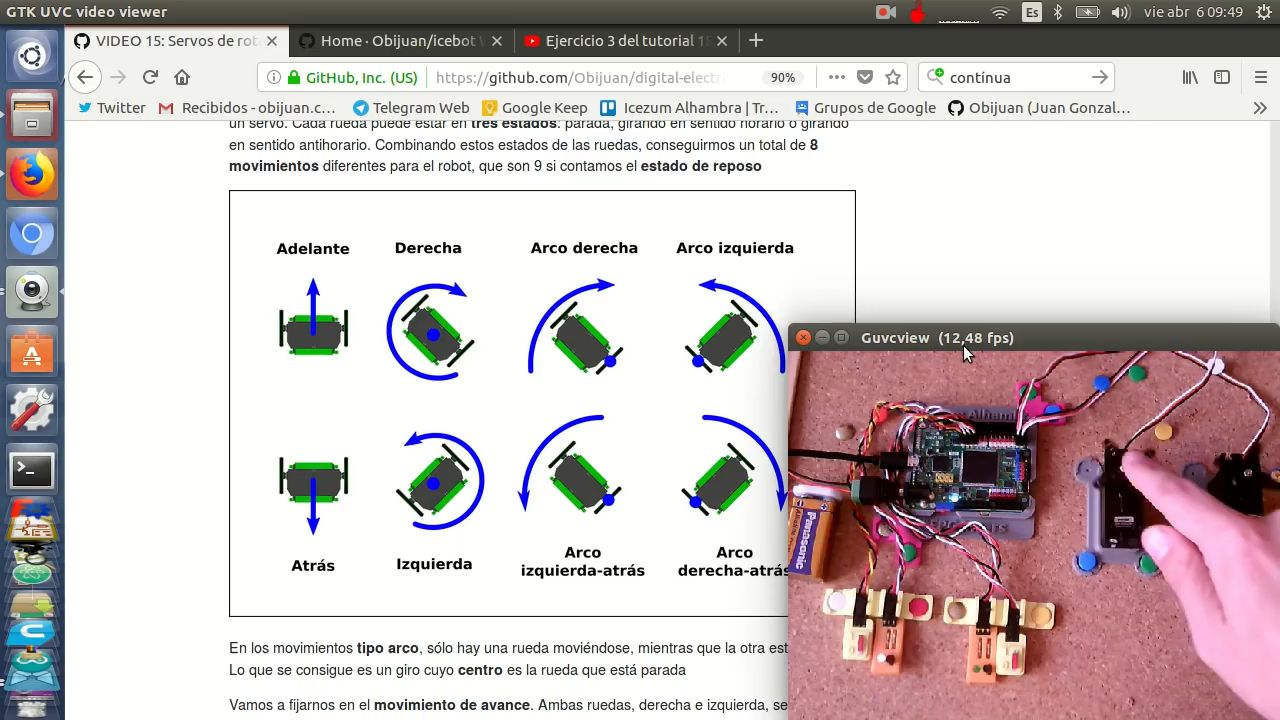 GTK UVC video viewer
Es
vie abr 6 09:49
VIDEO 15: Servos de rot
Home · Obijuan/icebot
Ejercicio 3 del tutorial 1
GitHub, Inc. (US)
https://github.com/Obijuan/digital-electr
90%
continua
Twitter
Recibidos - obijuan.c…
Telegram Web
Google Keep
Icezum Alhambra | Tr…
Grupos de Google
Obijuan (Juan Gonzal…
un servo. Cada rueda puede estar en tres estados: parada, girando en sentido horario o girando
en sentido antihorario. Combinando estos estados de las ruedas, conseguirmos un total de 8
movimientos diferentes para el robot, que son 9 si contamos el estado de reposo
Adelante
Derecha
Arco derecha
Arco izquierda
Guvcview (12,48 fps)
Panasonic
Atrás
Izquierda
Arco
izquierda-atrás
Arco
derecha-atrás
En los movimientos tipo arco, sólo hay una rueda moviéndose, mientras que la otra est
Lo que se consigue es un giro cuyo centro es la rueda que está parada
Vamos a fijarnos en el movimiento de avance. Ambas ruedas, derecha e izquierda, se